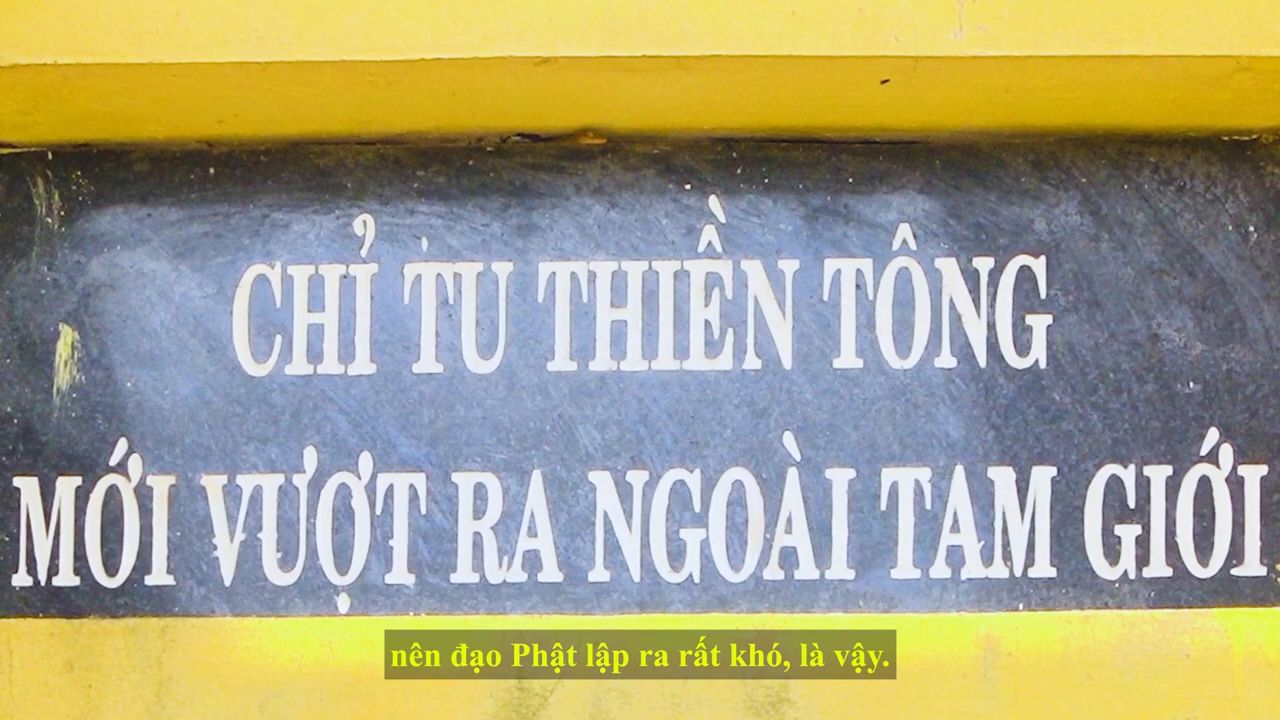 CHỈ TU THIỀN TÔNG
MỚI VƯỢT RA NGOÀI TAM GIỚI
nên đạo Phật lập ra rất khó, là vậy.